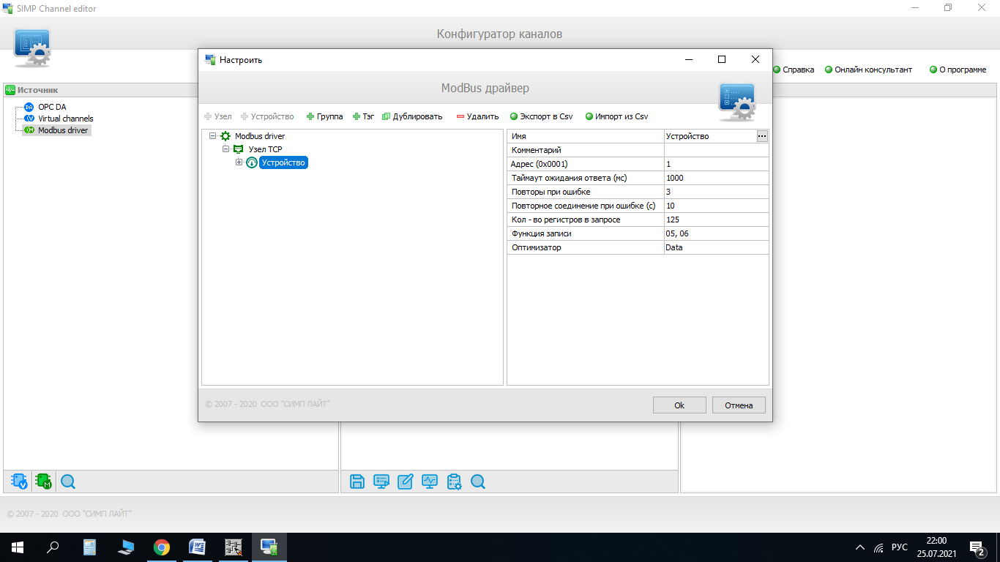 SIMP Channel editor
Конфигуратор каналов
Справка Онлайн консультант О программе
Источник
OPC DA
Virtual channels
Modbus driver
Настроить
ModBus драйвер
Узел Устройство Группа Тэг Дублировать Удалить Экспорт в Csv Импорт из Csv
Modbus driver
Узел TCP
Устройство
Имя Устройство ...
Комментарий
Адрес (0x0001) 1
Таймаут ожидания ответа (мс) 1000
Повторы при ошибке 3
Повторное соединение при ошибке (с) 10
Кол - во регистров в запросе 125
Функция записи 05, 06
Оптимизатор Data
© 2007 - 2020 ООО "СИМП ЛАЙТ"
Ok Отмена
© 2007 - 2020 ООО "СИМП ЛАЙТ"
РУС
22:00
25.07.2021
2